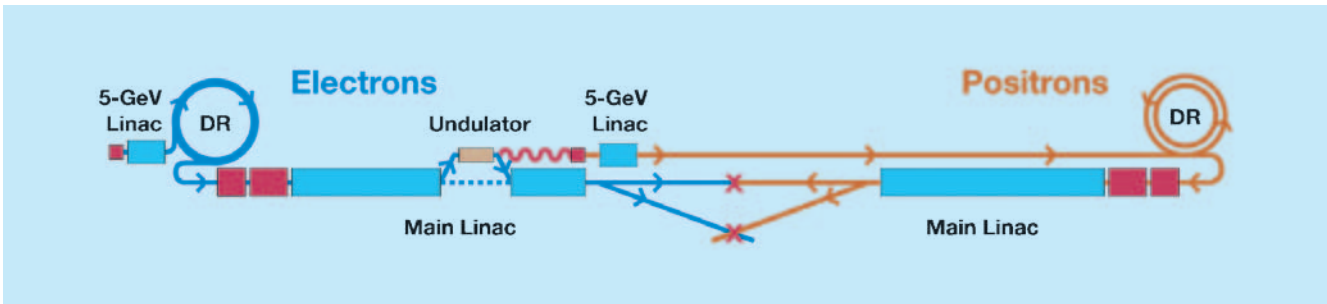 Electrons
Positrons
5-GeV
Linac
DR
Undulator
5-GeV
Linac
DR
Main Linac
Main Linac